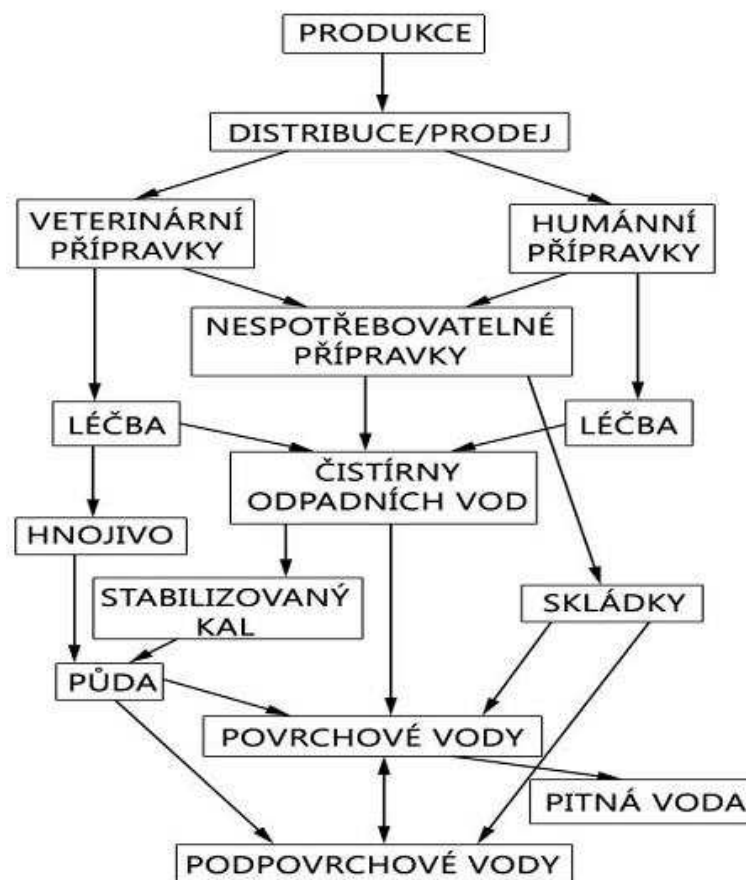 PRODUKCE
DISTRIBUCE/PRODEJ
VETERINÁRNÍ
PŘÍPRAVKY
HUMÁNNÍ
PŘÍPRAVKY
NESPOTŘEBOVATELNÉ
PŘÍPRAVKY
LÉČBA
LÉČBA
ČISTÍRNY
ODPADNÍCH VOD
HNOJIVO
STABILIZOVANÝ
KAL
SKLÁDKY
PŮDA
POVRCHOVÉ VODY
PITNÁ VODA
PODPOVRCHOVÉ VODY